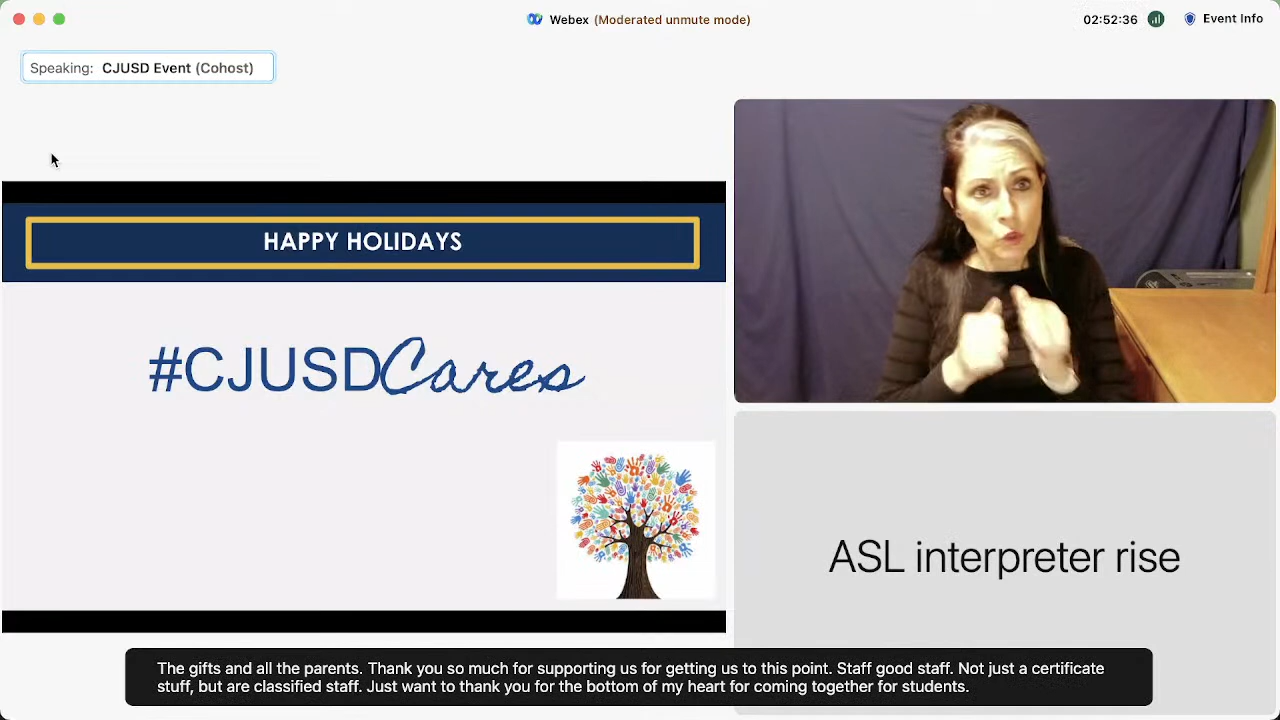 Webex (Moderated unmute mode)
02:52:36
Event Info
Speaking: CJUSD Event (Cohost)
HAPPY HOLIDAYS
#CJUSDCares
ASL interpreter rise
The gifts and all the parents. Thank you so much for supporting us for getting us to this point. Staff good staff. Not just a certificate
stuff, but are classified staff. Just want to thank you for the bottom of my heart for coming together for students.